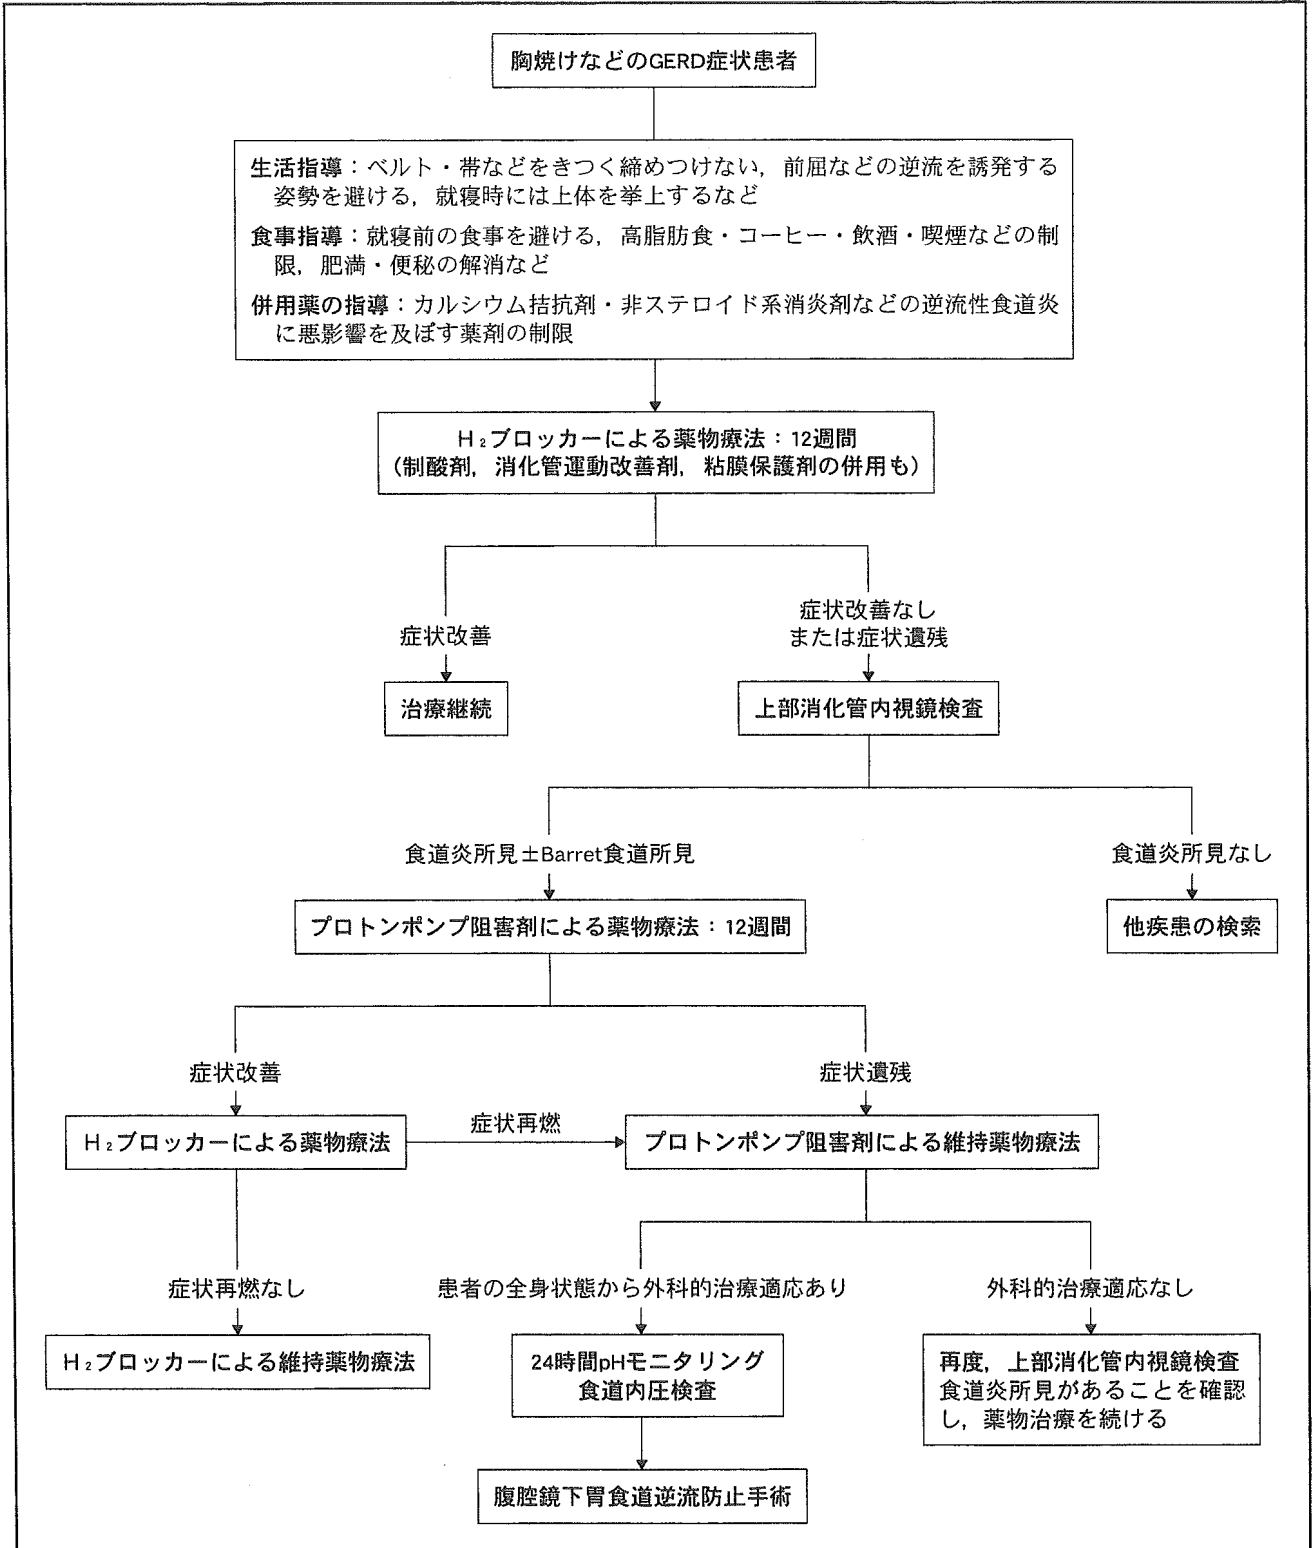 胸焼けなどのGERD症状患者
生活指導：ベルト・帯などをきつく締めつけない，前屈などの逆流を誘発する
姿勢を避ける，就寝時には上体を挙上するなど
食事指導：就寝前の食事を避ける，高脂肪食・コーヒー・飲酒・喫煙などの制
限，肥満・便秘の解消など
併用薬の指導：カルシウム拮抗剤・非ステロイド系消炎剤などの逆流性食道炎
に悪影響を及ぼす薬剤の制限
H₂ブロッカーによる薬物療法：12週間
（制酸剤，消化管運動改善剤，粘膜保護剤の併用も）
症状改善
症状改善なし
または症状遺残
治療継続
上部消化管内視鏡検査
食道炎所見±Barret食道所見
食道炎所見なし
プロトンポンプ阻害剤による薬物療法：12週間
他疾患の検索
症状改善
症状遺残
H₂ブロッカーによる薬物療法
症状再燃
プロトンポンプ阻害剤による維持薬物療法
症状再燃なし
患者の全身状態から外科的治療適応あり
外科的治療適応なし
H₂ブロッカーによる維持薬物療法
24時間pHモニタリング
食道内圧検査
再度，上部消化管内視鏡検査
食道炎所見があることを確認
し，薬物治療を続ける
腹腔鏡下胃食道逆流防止手術